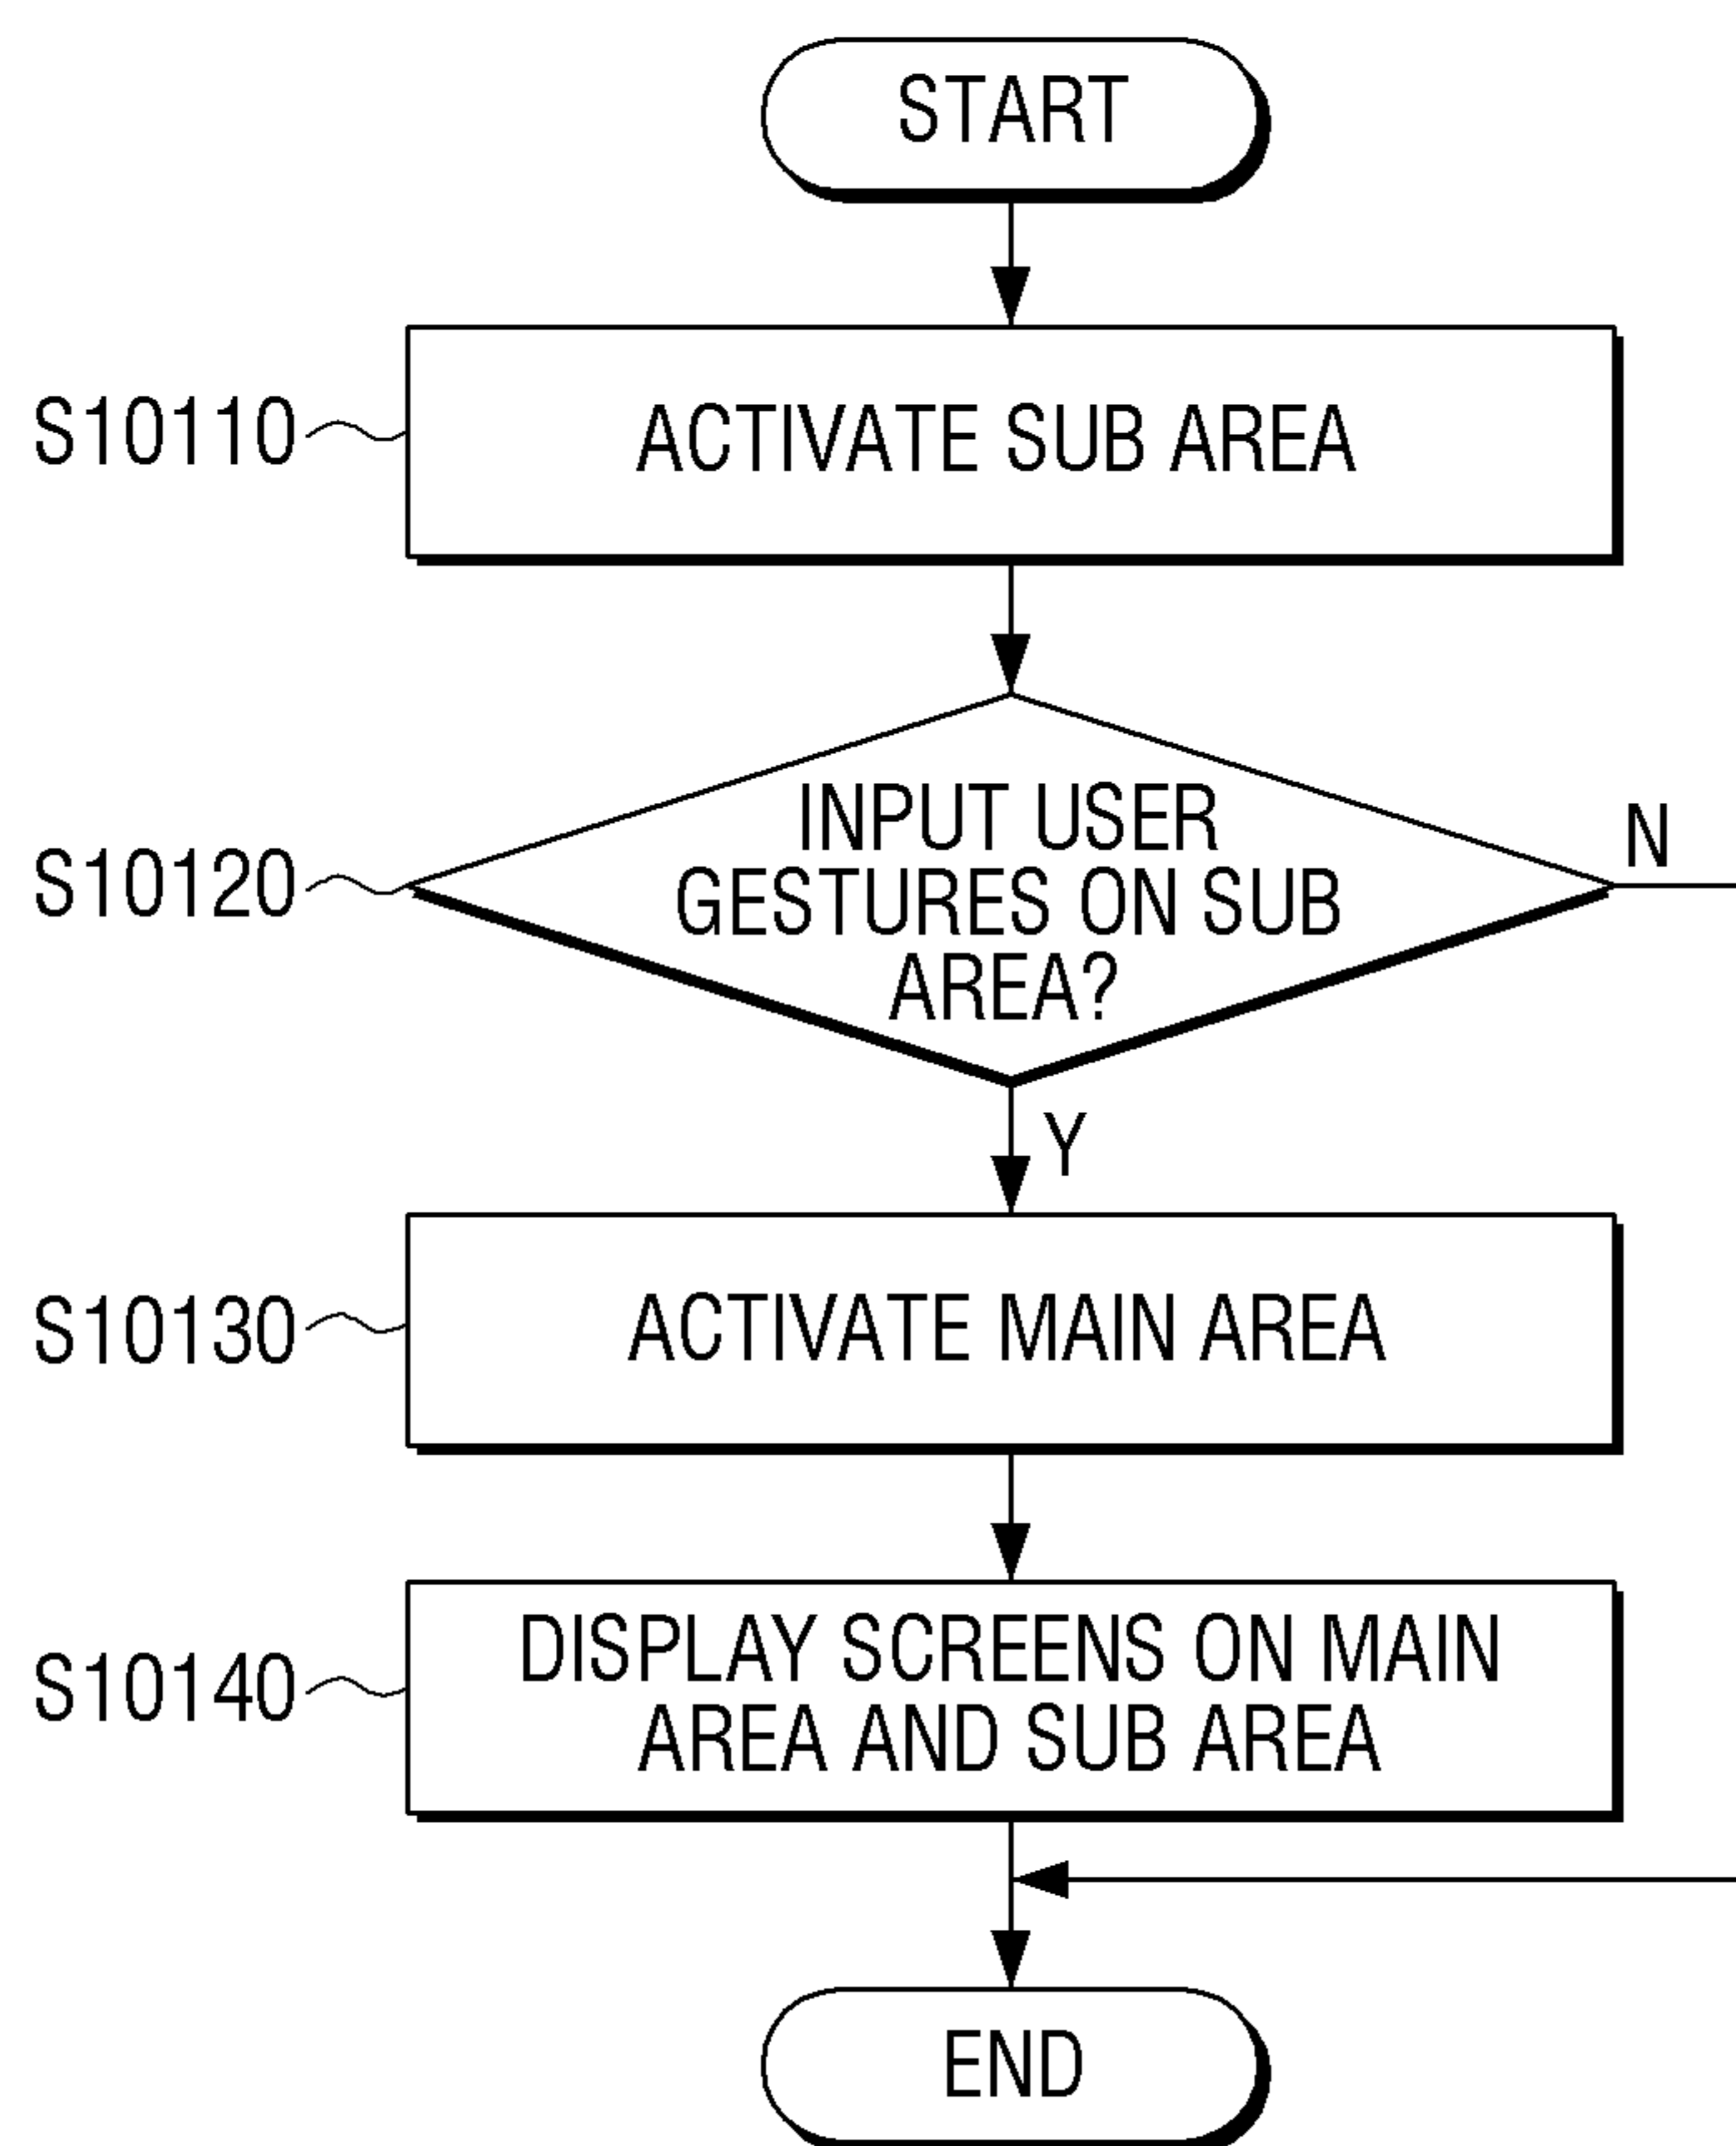 START
S10110
ACTIVATE SUB AREA
S10120
INPUT USER
GESTURES ON SUB
AREA?
N
Y
S10130
ACTIVATE MAIN AREA
S10140
DISPLAY SCREENS ON MAIN
AREA AND SUB AREA
END